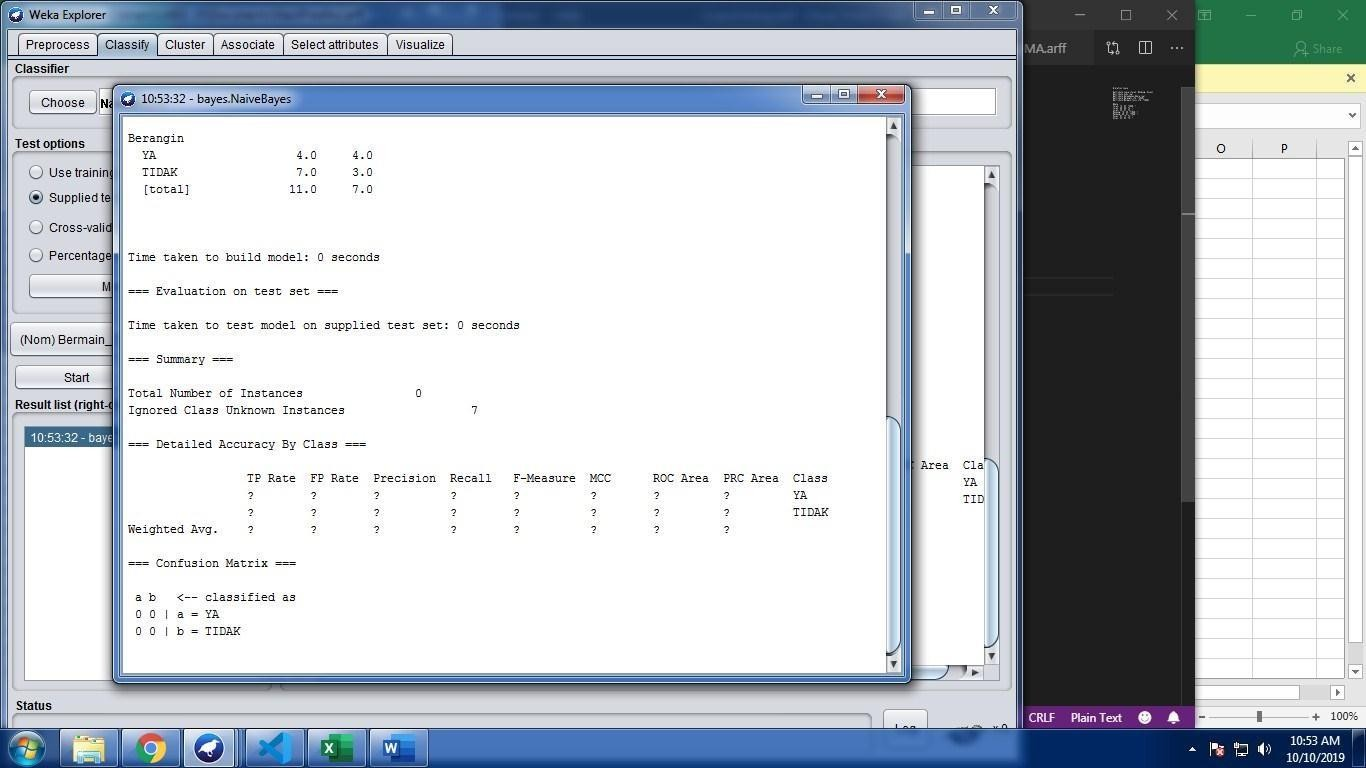 Weka Explorer
Preprocess Classify Cluster Associate Select attributes Visualize
Classifier
Choose
10:53:32 - bayes.NaiveBayes
Test options
Use training
Supplied te
Cross-valid
Percentage
(Nom) Bermain_
Start
Result list (right-c
10:53:32 - baye
Status
Berangin
YA 4.0 4.0
TIDAK 7.0 3.0
[total] 11.0 7.0
Time taken to build model: 0 seconds
=== Evaluation on test set ===
Time taken to test model on supplied test set: 0 seconds
=== Summary ===
Total Number of Instances 0
Ignored Class Unknown Instances 7
=== Detailed Accuracy By Class ===
TP Rate FP Rate Precision Recall F-Measure MCC ROC Area PRC Area Class
? ? ? ? ? ? ? ? YA
? ? ? ? ? ? ? ? TIDAK
Weighted Avg. ? ? ? ? ? ? ? ?
=== Confusion Matrix ===
a b <-- classified as
0 0 | a = YA
0 0 | b = TIDAK
C Area Cla
YA
TID
MA.arff
Share
O P
CRLF Plain Text
100%
10:53 AM
10/10/2019